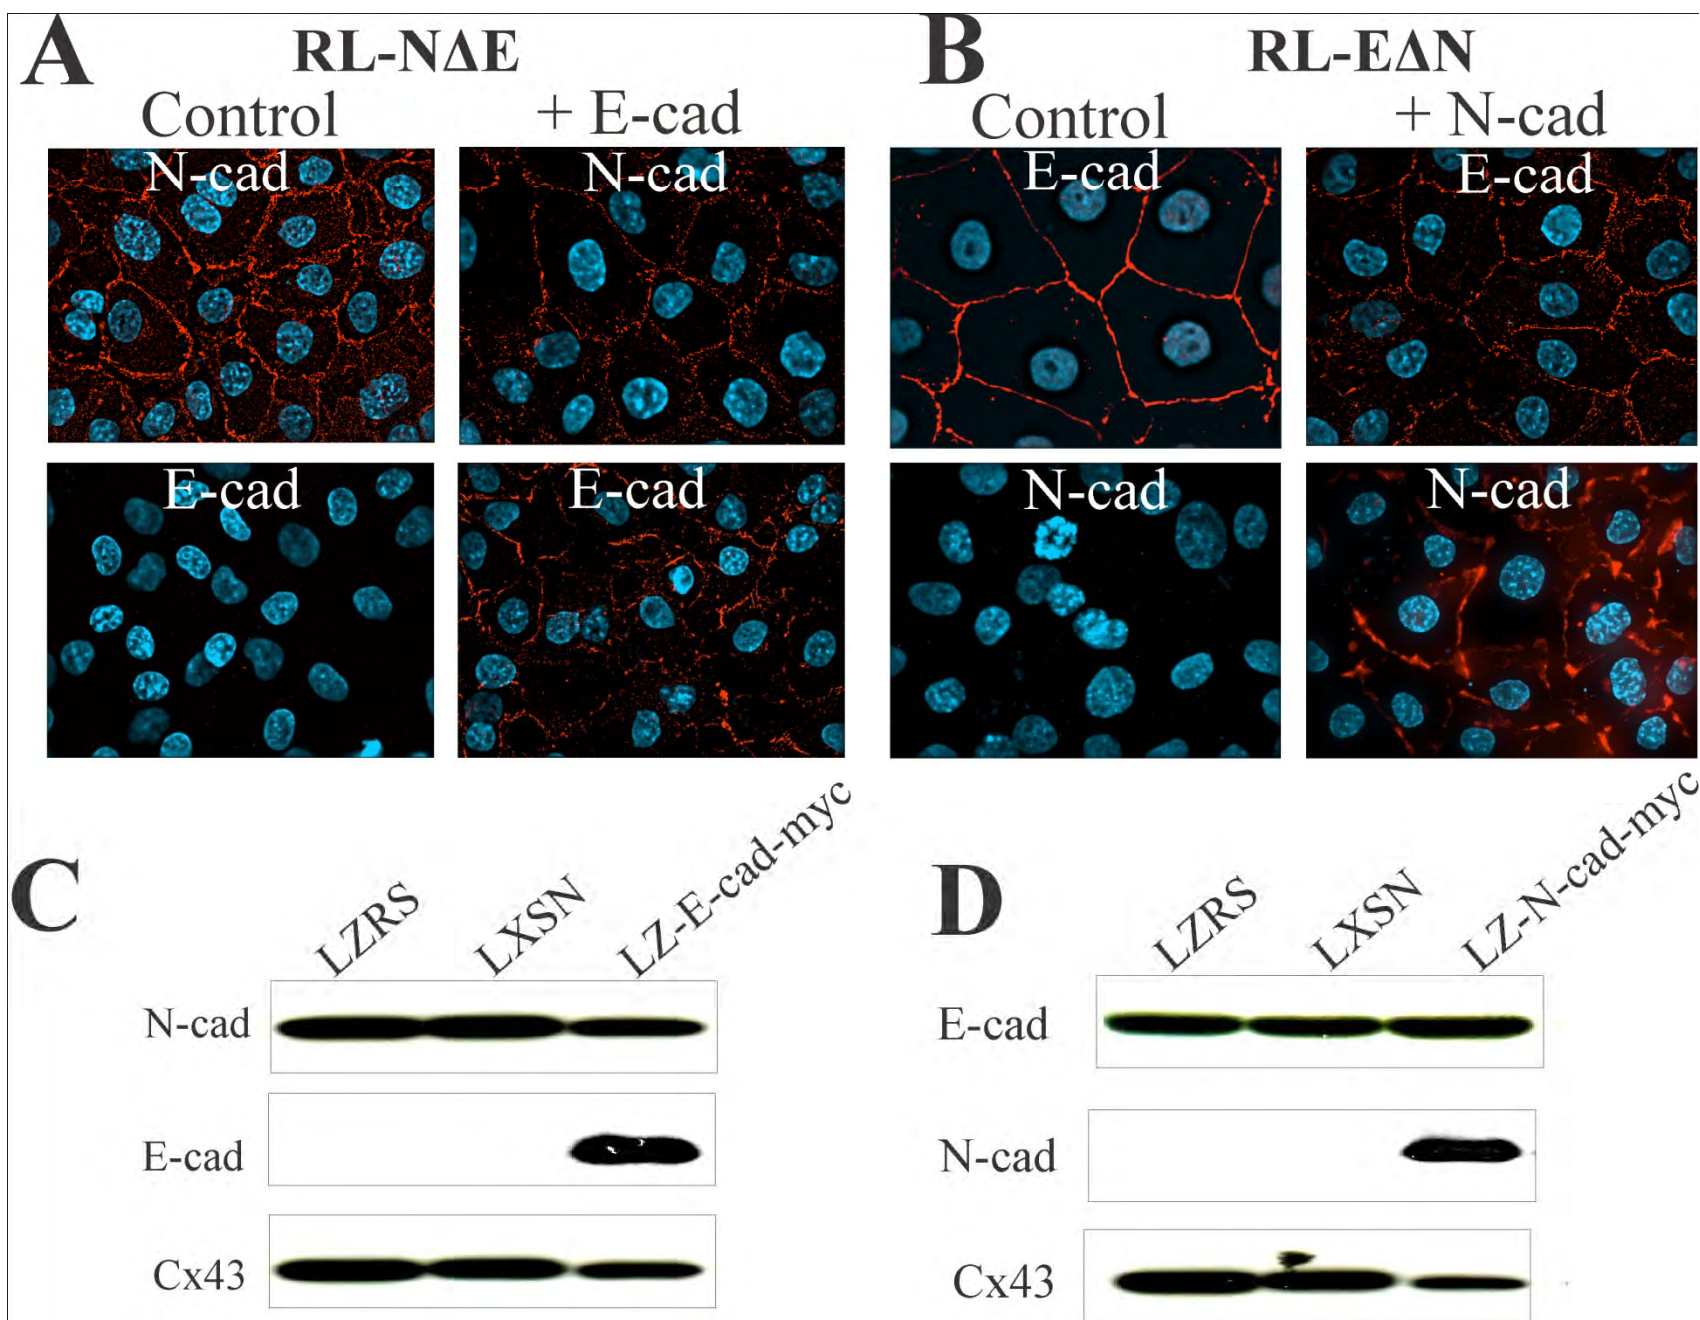 A
RL-NΔE
Control
+ E-cad
N-cad
N-cad
E-cad
E-cad
B
RL-EΔN
Control
+ N-cad
E-cad
E-cad
N-cad
N-cad
C
LZRS
LXSN
LZ-E-cad-myc
N-cad
E-cad
Cx43
D
LZRS
LXSN
LZ-N-cad-myc
E-cad
N-cad
Cx43